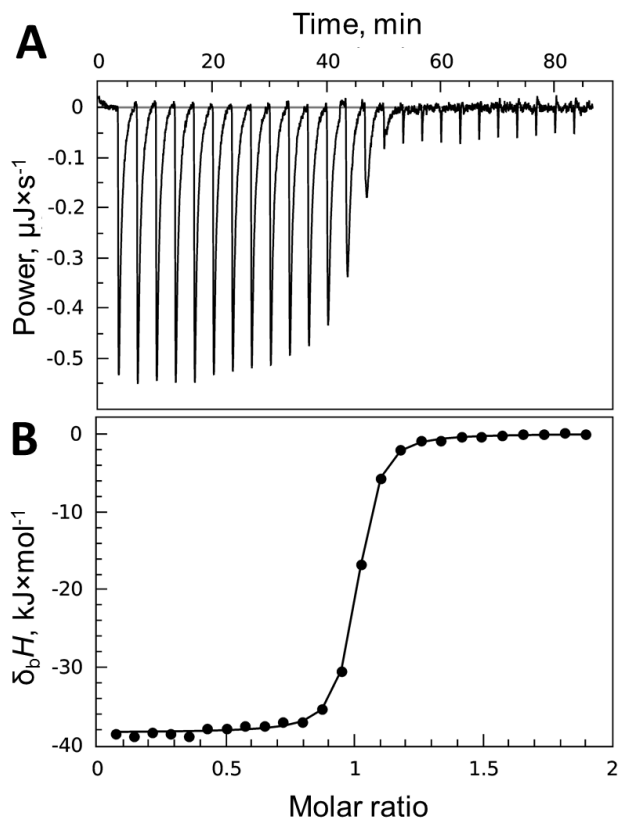 A
Time, min
0 20 40 60 80
0
-0.1
-0.2
-0.3
-0.4
-0.5
Power, µJ×s⁻¹
B
0
-10
-20
-30
-40
δbH, kJ×mol⁻¹
0 0.5 1 1.5 2
Molar ratio